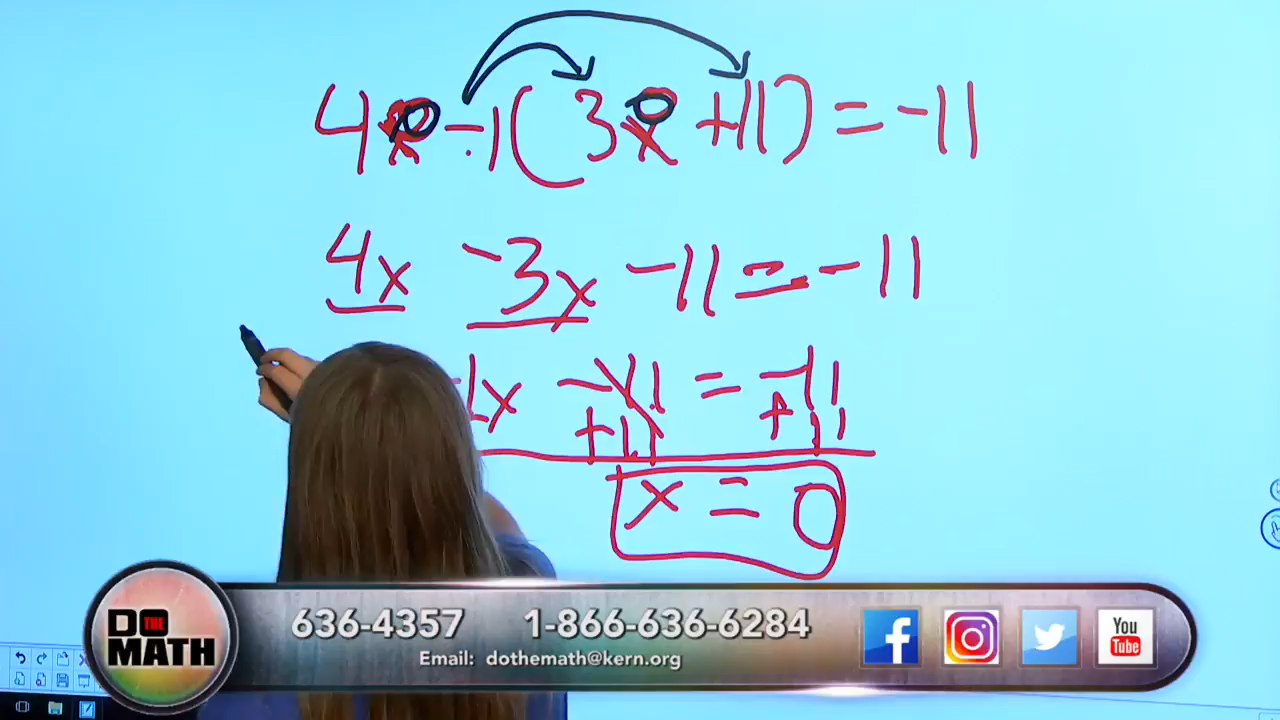 4x -1(3x +11) = -11
4x -3x -11 = -11
1x -11 = -11
+11 +11
x = 0
DO THE MATH
636-4357 1-866-636-6284
Email: dothemath@kern.org
You Tube